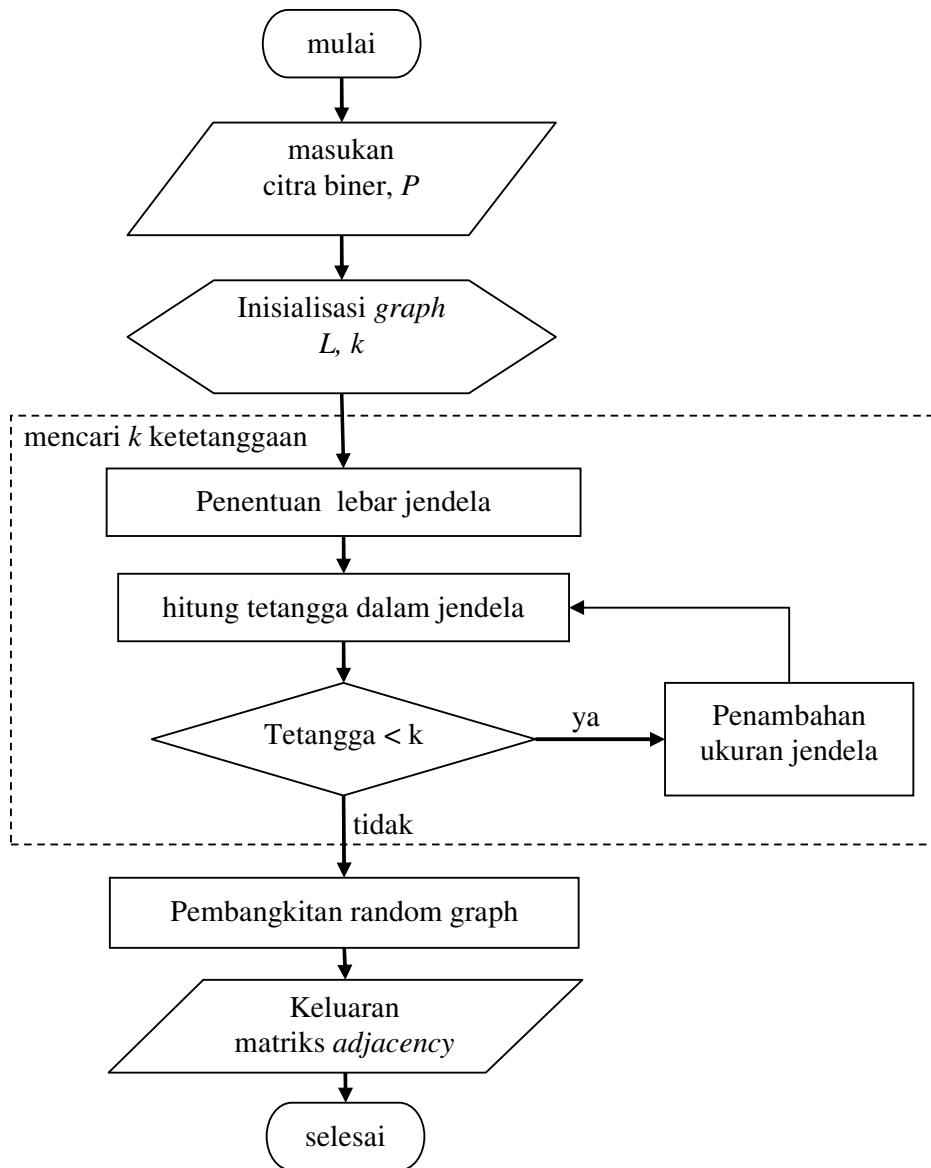 mulai
masukan
citra biner, P
Inisialisasi graph
L, k
mencari k ketetanggaan
Penentuan lebar jendela
hitung tetangga dalam jendela
Tetangga < k
ya
Penambahan
ukuran jendela
tidak
Pembangkitan random graph
Keluaran
matriks adjacency
selesai